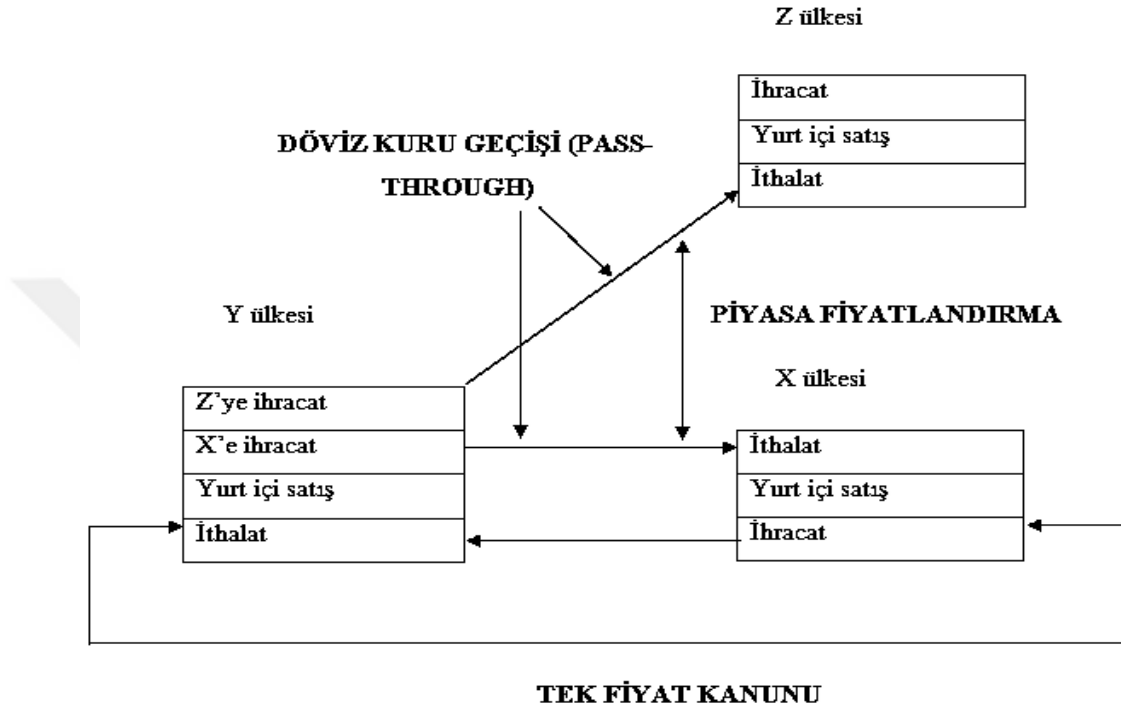 Z ülkesi
İhracat
Yurt içi satış
İthalat
DÖVİZ KURU GEÇİŞİ (PASS-
THROUGH)
Y ülkesi
PİYASA FİYATLANDIRMA
X ülkesi
Z’ye ihracat
X’e ihracat
Yurt içi satış
İthalat
İthalat
Yurt içi satış
İhracat
TEK FİYAT KANUNU